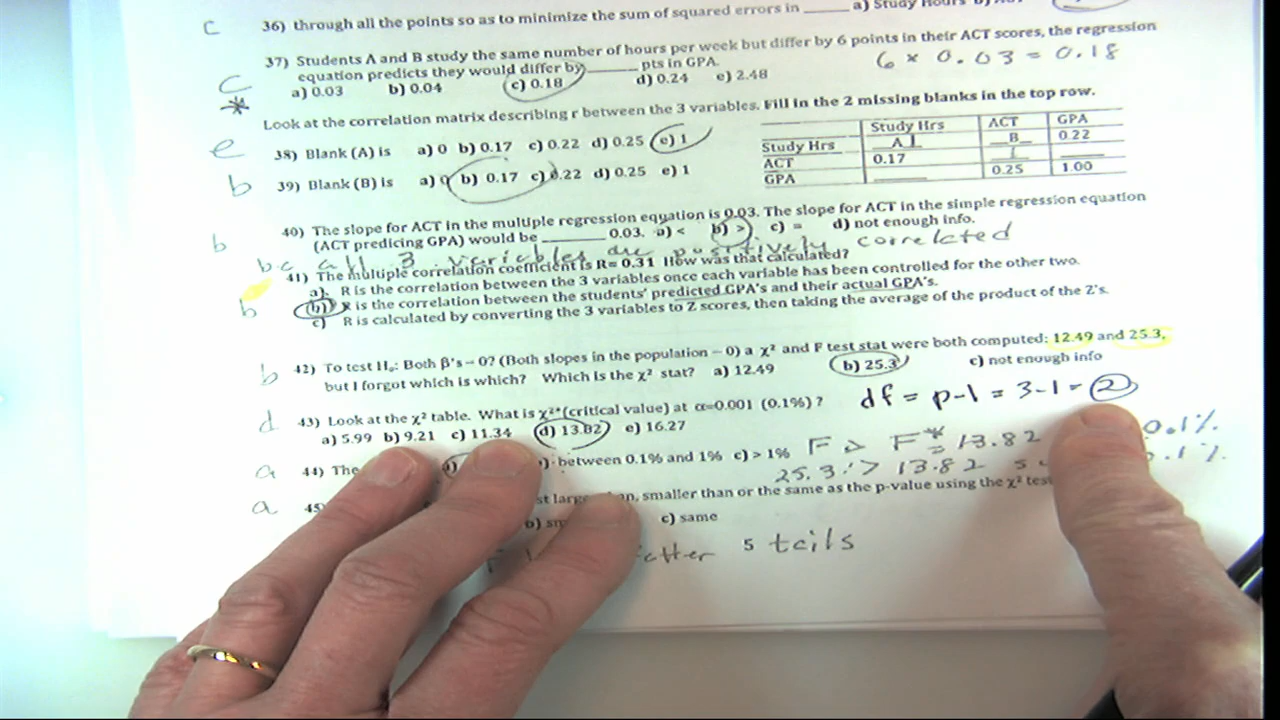 c 36) through all the points so as to minimize the sum of squared errors in ______ a) Study Hours
37) Students A and B study the same number of hours per week but differ by 6 points in their ACT scores, the regression
c equation predicts they would differ by ______ pts in GPA. 6 × 0.03 = 0.18
* a) 0.03 b) 0.04 c) 0.18 d) 0.24 e) 2.48
Look at the correlation matrix describing r between the 3 variables. Fill in the 2 missing blanks in the top row.
Study Hrs ACT GPA
Study Hrs A 1 B 0.22
ACT 0.17 1
GPA 0.25 1.00
e 38) Blank (A) is a) 0 b) 0.17 c) 0.22 d) 0.25 e) 1
b 39) Blank (B) is a) 0 b) 0.17 c) 0.22 d) 0.25 e) 1
40) The slope for ACT in the multiple regression equation is 0.03. The slope for ACT in the simple regression equation
b (ACT predicing GPA) would be ______ 0.03. a) < b) > c) = d) not enough info.
bc all 3 variables are positively correlated
41) The multiple correlation coefficient is R= 0.31 How was that calculated?
a) R is the correlation between the 3 variables once each variable has been controlled for the other two.
b b) R is the correlation between the students' predicted GPA's and their actual GPA's.
c) R is calculated by converting the 3 variables to Z scores, then taking the average of the product of the Z's.
42) To test H₀: Both β's = 0? (Both slopes in the population = 0) a χ² and F test stat were both computed: 12.49 and 25.3,
b but I forgot which is which? Which is the χ² stat? a) 12.49 b) 25.3 c) not enough info
df = p-1 = 3-1 = 2
d 43) Look at the χ² table. What is χ²*(critical value) at α=0.001 (0.1%) ?
a) 5.99 b) 9.21 c) 11.34 d) 13.82 e) 16.27
F > F* = 13.82 0.1%
a 44) The between 0.1% and 1% c) > 1%
25.3 > 13.82
a 45 smaller than or the same as the p-value using the χ² tes
c) same
5 tails